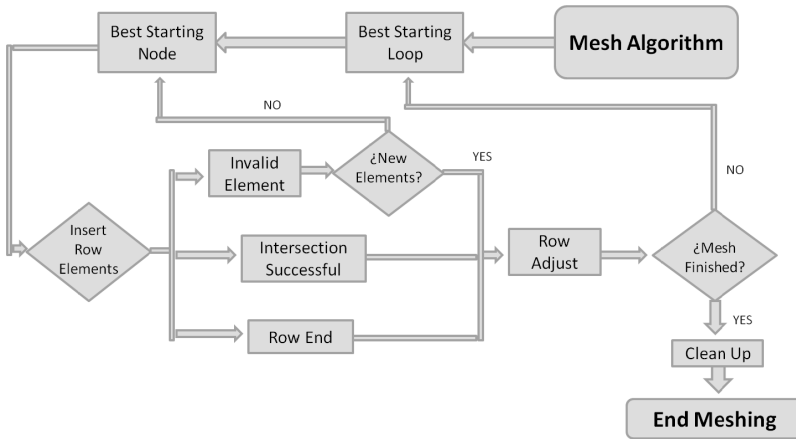 Best Starting
Node
Best Starting
Loop
Mesh Algorithm
NO
Invalid
Element
¿New
Elements?
YES
NO
Insert
Row
Elements
Intersection
Successful
Row
Adjust
¿Mesh
Finished?
Row End
YES
Clean Up
End Meshing